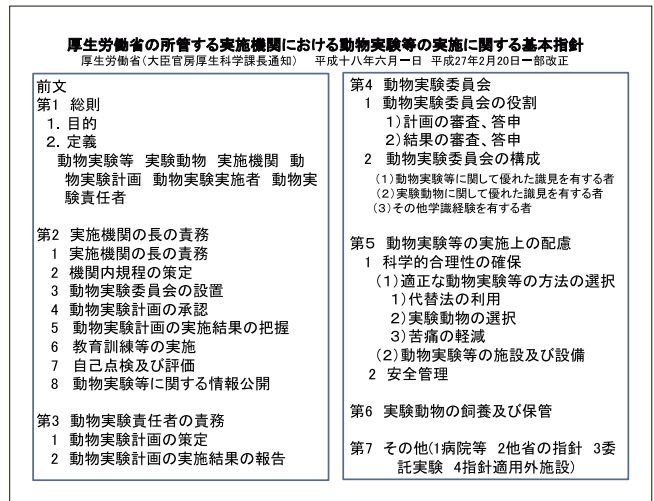 厚生労働省の所管する実施機関における動物実験等の実施に関する基本指針
厚生労働省(大臣官房厚生科学課長通知) 平成十八年六月一日 平成27年2月20日一部改正
前文
第1 総則
1. 目的
2. 定義
動物実験等 実験動物 実施機関 動
物実験計画 動物実験実施者 動物実
験責任者
第2 実施機関の長の責務
1 実施機関の長の責務
2 機関内規程の策定
3 動物実験委員会の設置
4 動物実験計画の承認
5 動物実験計画の実施結果の把握
6 教育訓練等の実施
7 自己点検及び評価
8 動物実験等に関する情報公開
第3 動物実験責任者の責務
1 動物実験計画の策定
2 動物実験計画の実施結果の報告
第4 動物実験委員会
1 動物実験委員会の役割
1)計画の審査、答申
2)結果の審査、答申
2 動物実験委員会の構成
(1)動物実験等に関して優れた識見を有する者
(2)実験動物に関して優れた識見を有する者
(3)その他学識経験を有する者
第5 動物実験等の実施上の配慮
1 科学的合理性の確保
(1)適正な動物実験等の方法の選択
1)代替法の利用
2)実験動物の選択
3)苦痛の軽減
(2)動物実験等の施設及び設備
2 安全管理
第6 実験動物の飼養及び保管
第7 その他(1病院等 2他省の指針 3委
託実験 4指針適用外施設)